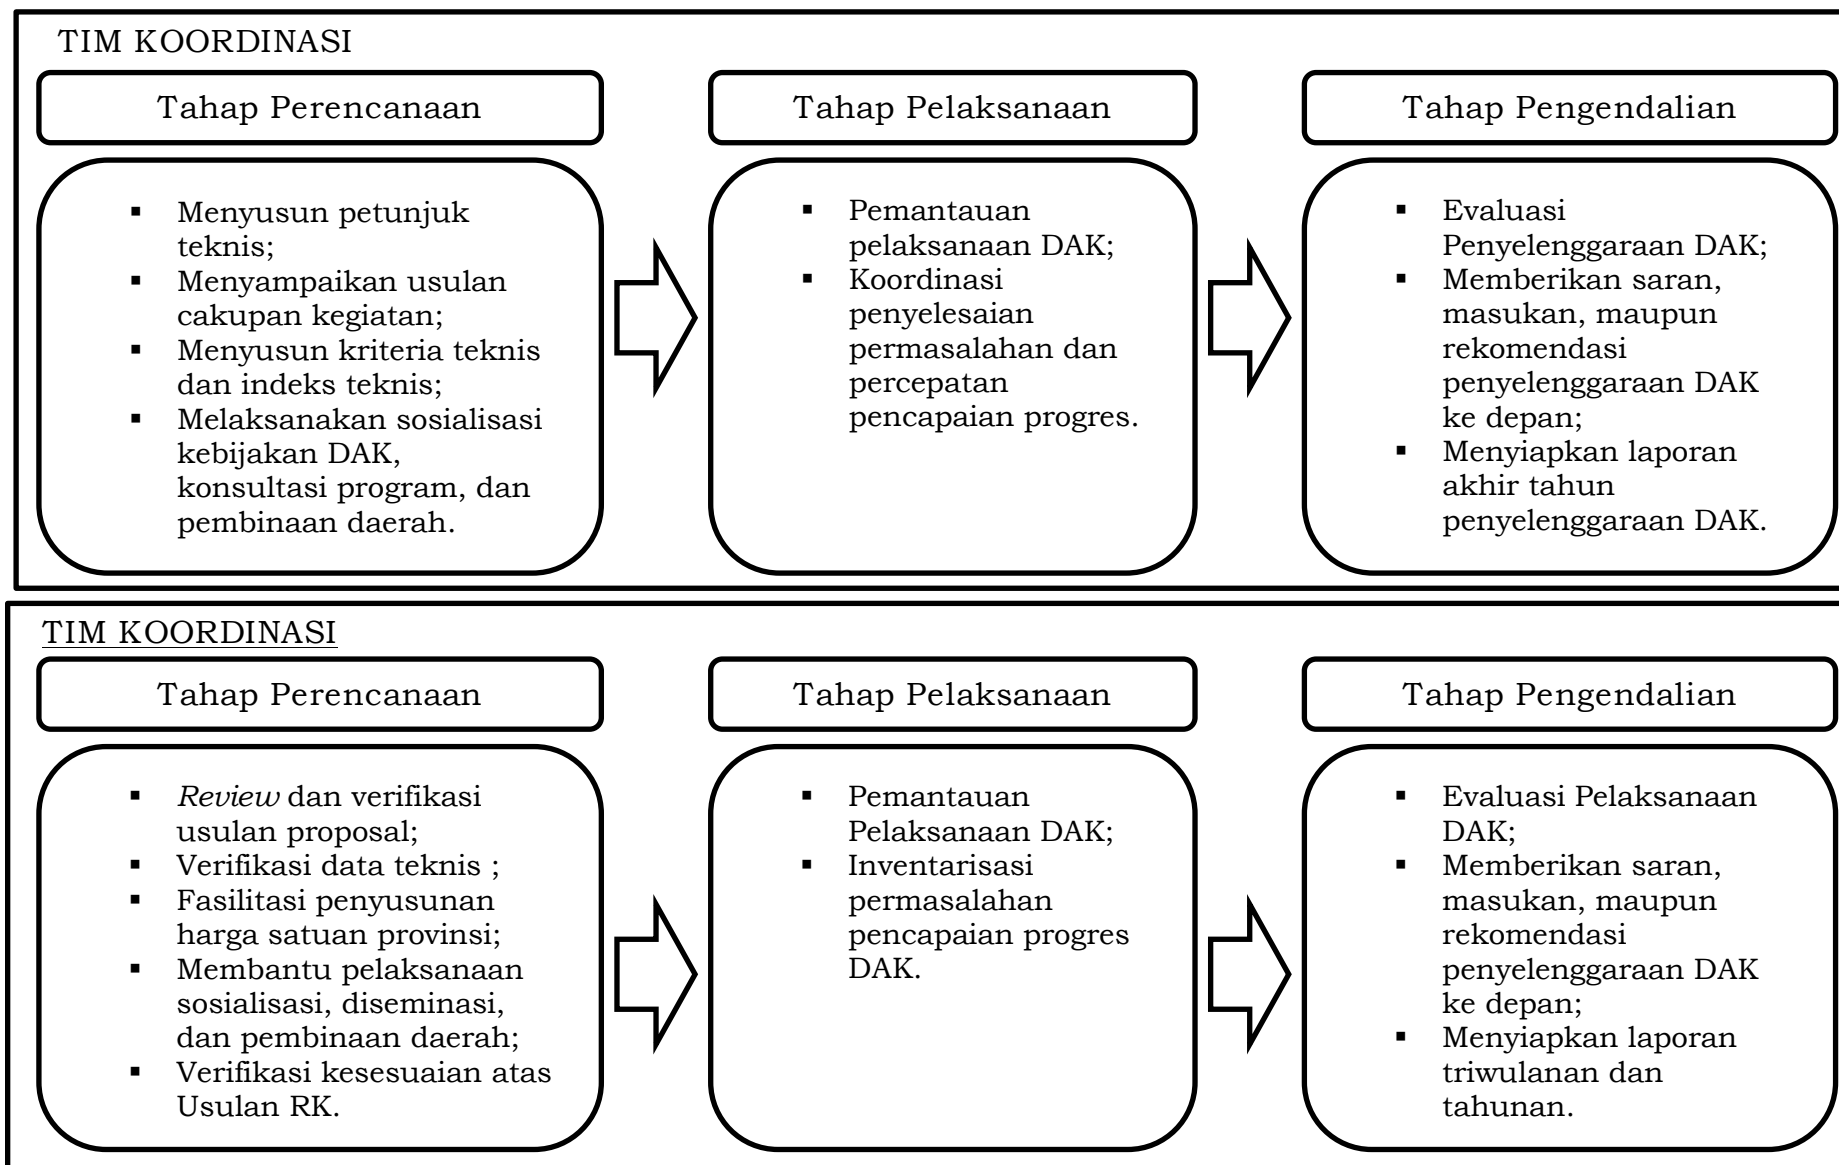 TIM KOORDINASI
Tahap Perencanaan
▪ Menyusun petunjuk
teknis;
▪ Menyampaikan usulan
cakupan kegiatan;
▪ Menyusun kriteria teknis
dan indeks teknis;
▪ Melaksanakan sosialisasi
kebijakan DAK,
konsultasi program, dan
pembinaan daerah.
Tahap Pelaksanaan
▪ Pemantauan
pelaksanaan DAK;
▪ Koordinasi
penyelesaian
permasalahan dan
percepatan
pencapaian progres.
Tahap Pengendalian
▪ Evaluasi
Penyelenggaraan DAK;
▪ Memberikan saran,
masukan, maupun
rekomendasi
penyelenggaraan DAK
ke depan;
▪ Menyiapkan laporan
akhir tahun
penyelenggaraan DAK.
TIM KOORDINASI
Tahap Perencanaan
▪ Review dan verifikasi
usulan proposal;
▪ Verifikasi data teknis ;
▪ Fasilitasi penyusunan
harga satuan provinsi;
▪ Membantu pelaksanaan
sosialisasi, diseminasi,
dan pembinaan daerah;
▪ Verifikasi kesesuaian atas
Usulan RK.
Tahap Pelaksanaan
▪ Pemantauan
Pelaksanaan DAK;
▪ Inventarisasi
permasalahan
pencapaian progres
DAK.
Tahap Pengendalian
▪ Evaluasi Pelaksanaan
DAK;
▪ Memberikan saran,
masukan, maupun
rekomendasi
penyelenggaraan DAK
ke depan;
▪ Menyiapkan laporan
triwulanan dan
tahunan.